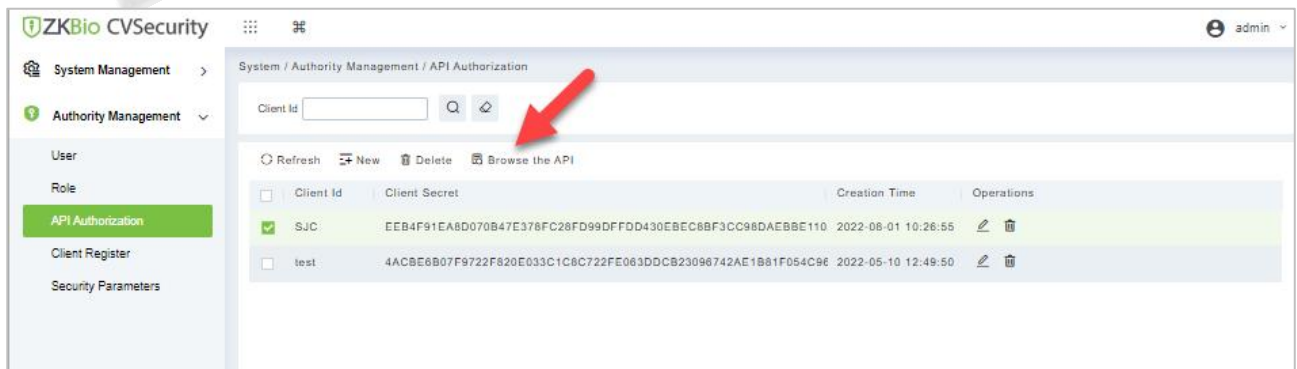 ZKBio CVSecurity
admin
System Management
System / Authority Management / API Authorization
Authority Management
Client Id
User
Refresh New Delete Browse the API
Role
Client Id Client Secret Creation Time Operations
API Authorization
SJC EEB4F91EA8D070B47E378FC28FD99DFFDD430EBEC8BF3CC98DAEBBE110 2022-08-01 10:26:55
Client Register
test 4ACBE6B07F9722F820E033C1C8C722FE063DDCB23096742AE1B81F054C96 2022-05-10 12:49:50
Security Parameters